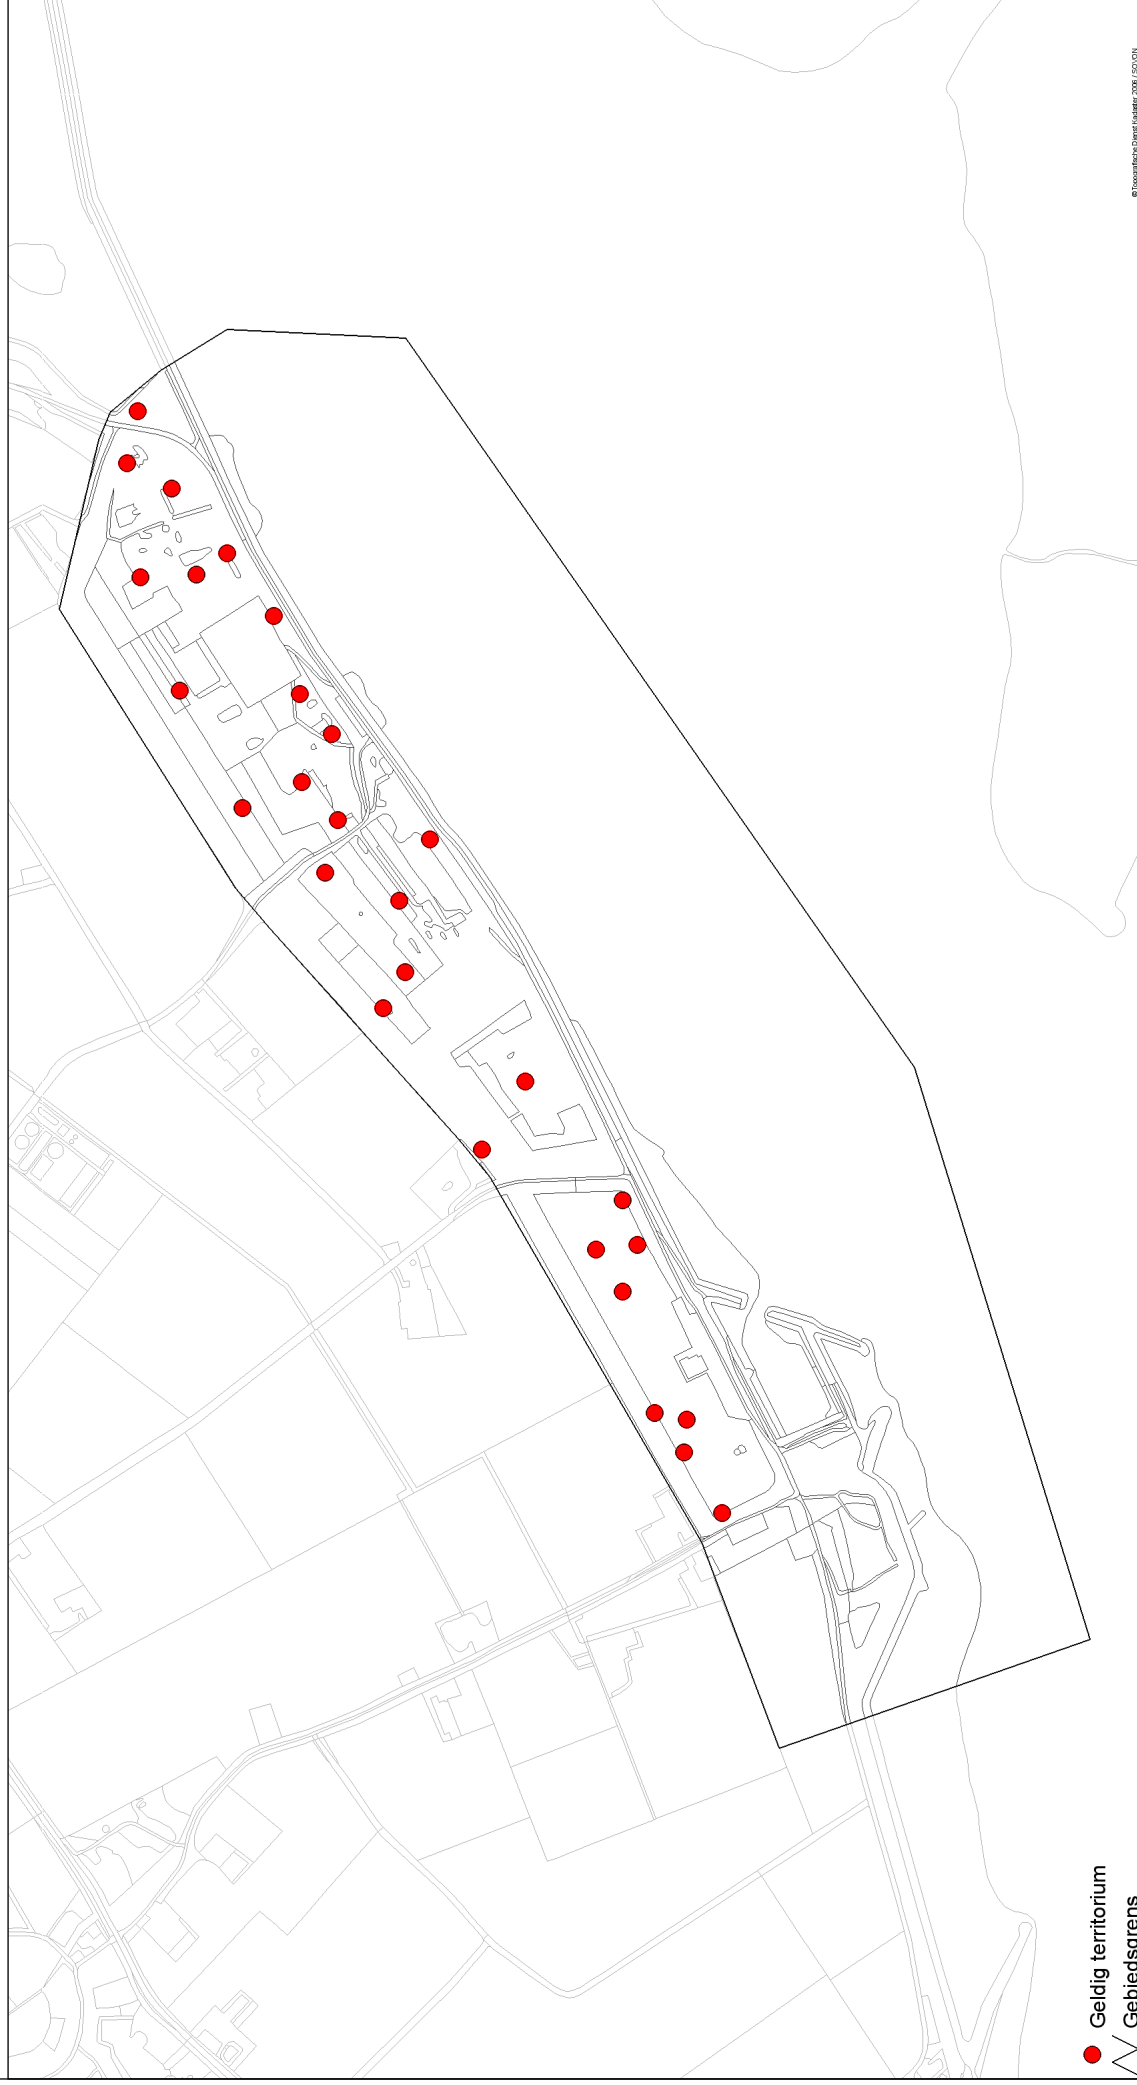 © Topografische Dienst Kadaster 2006 / SOVON
Geldig territorium
Gebiedsgrens